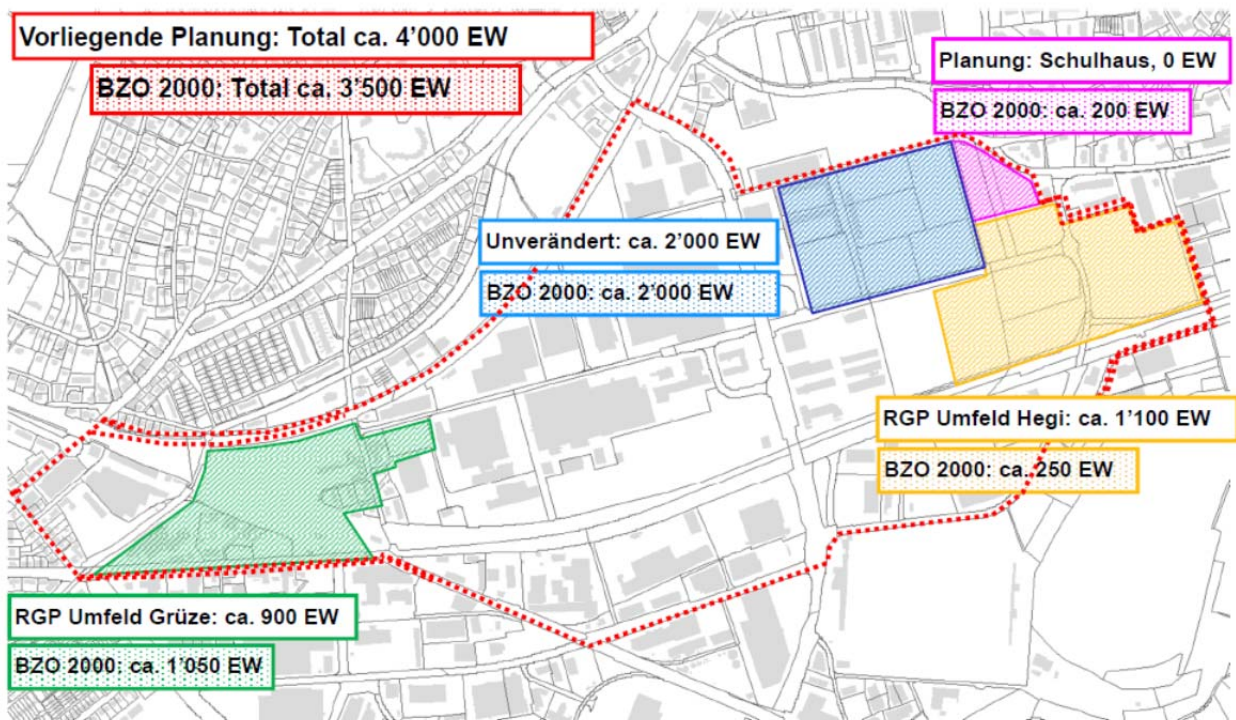 Vorliegende Planung: Total ca. 4’000 EW
BZO 2000: Total ca. 3’500 EW
Planung: Schulhaus, 0 EW
BZO 2000: ca. 200 EW
Unverändert: ca. 2’000 EW
BZO 2000: ca. 2’000 EW
RGP Umfeld Hegi: ca. 1’100 EW
BZO 2000: ca. 250 EW
RGP Umfeld Grüze: ca. 900 EW
BZO 2000: ca. 1’050 EW